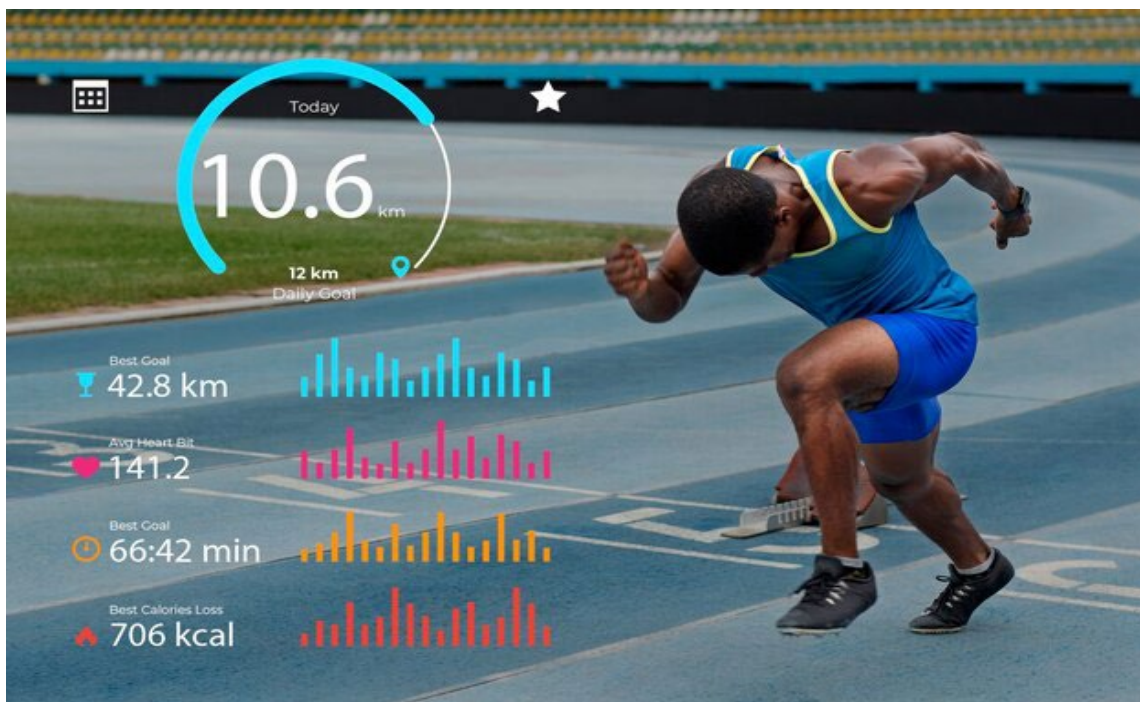 Today
10.6 km
12 km
Daily Goal
Best Goal
42.8 km
Avg Heart Bit
141.2
Best Goal
66:42 min
Best Calories Loss
706 kcal